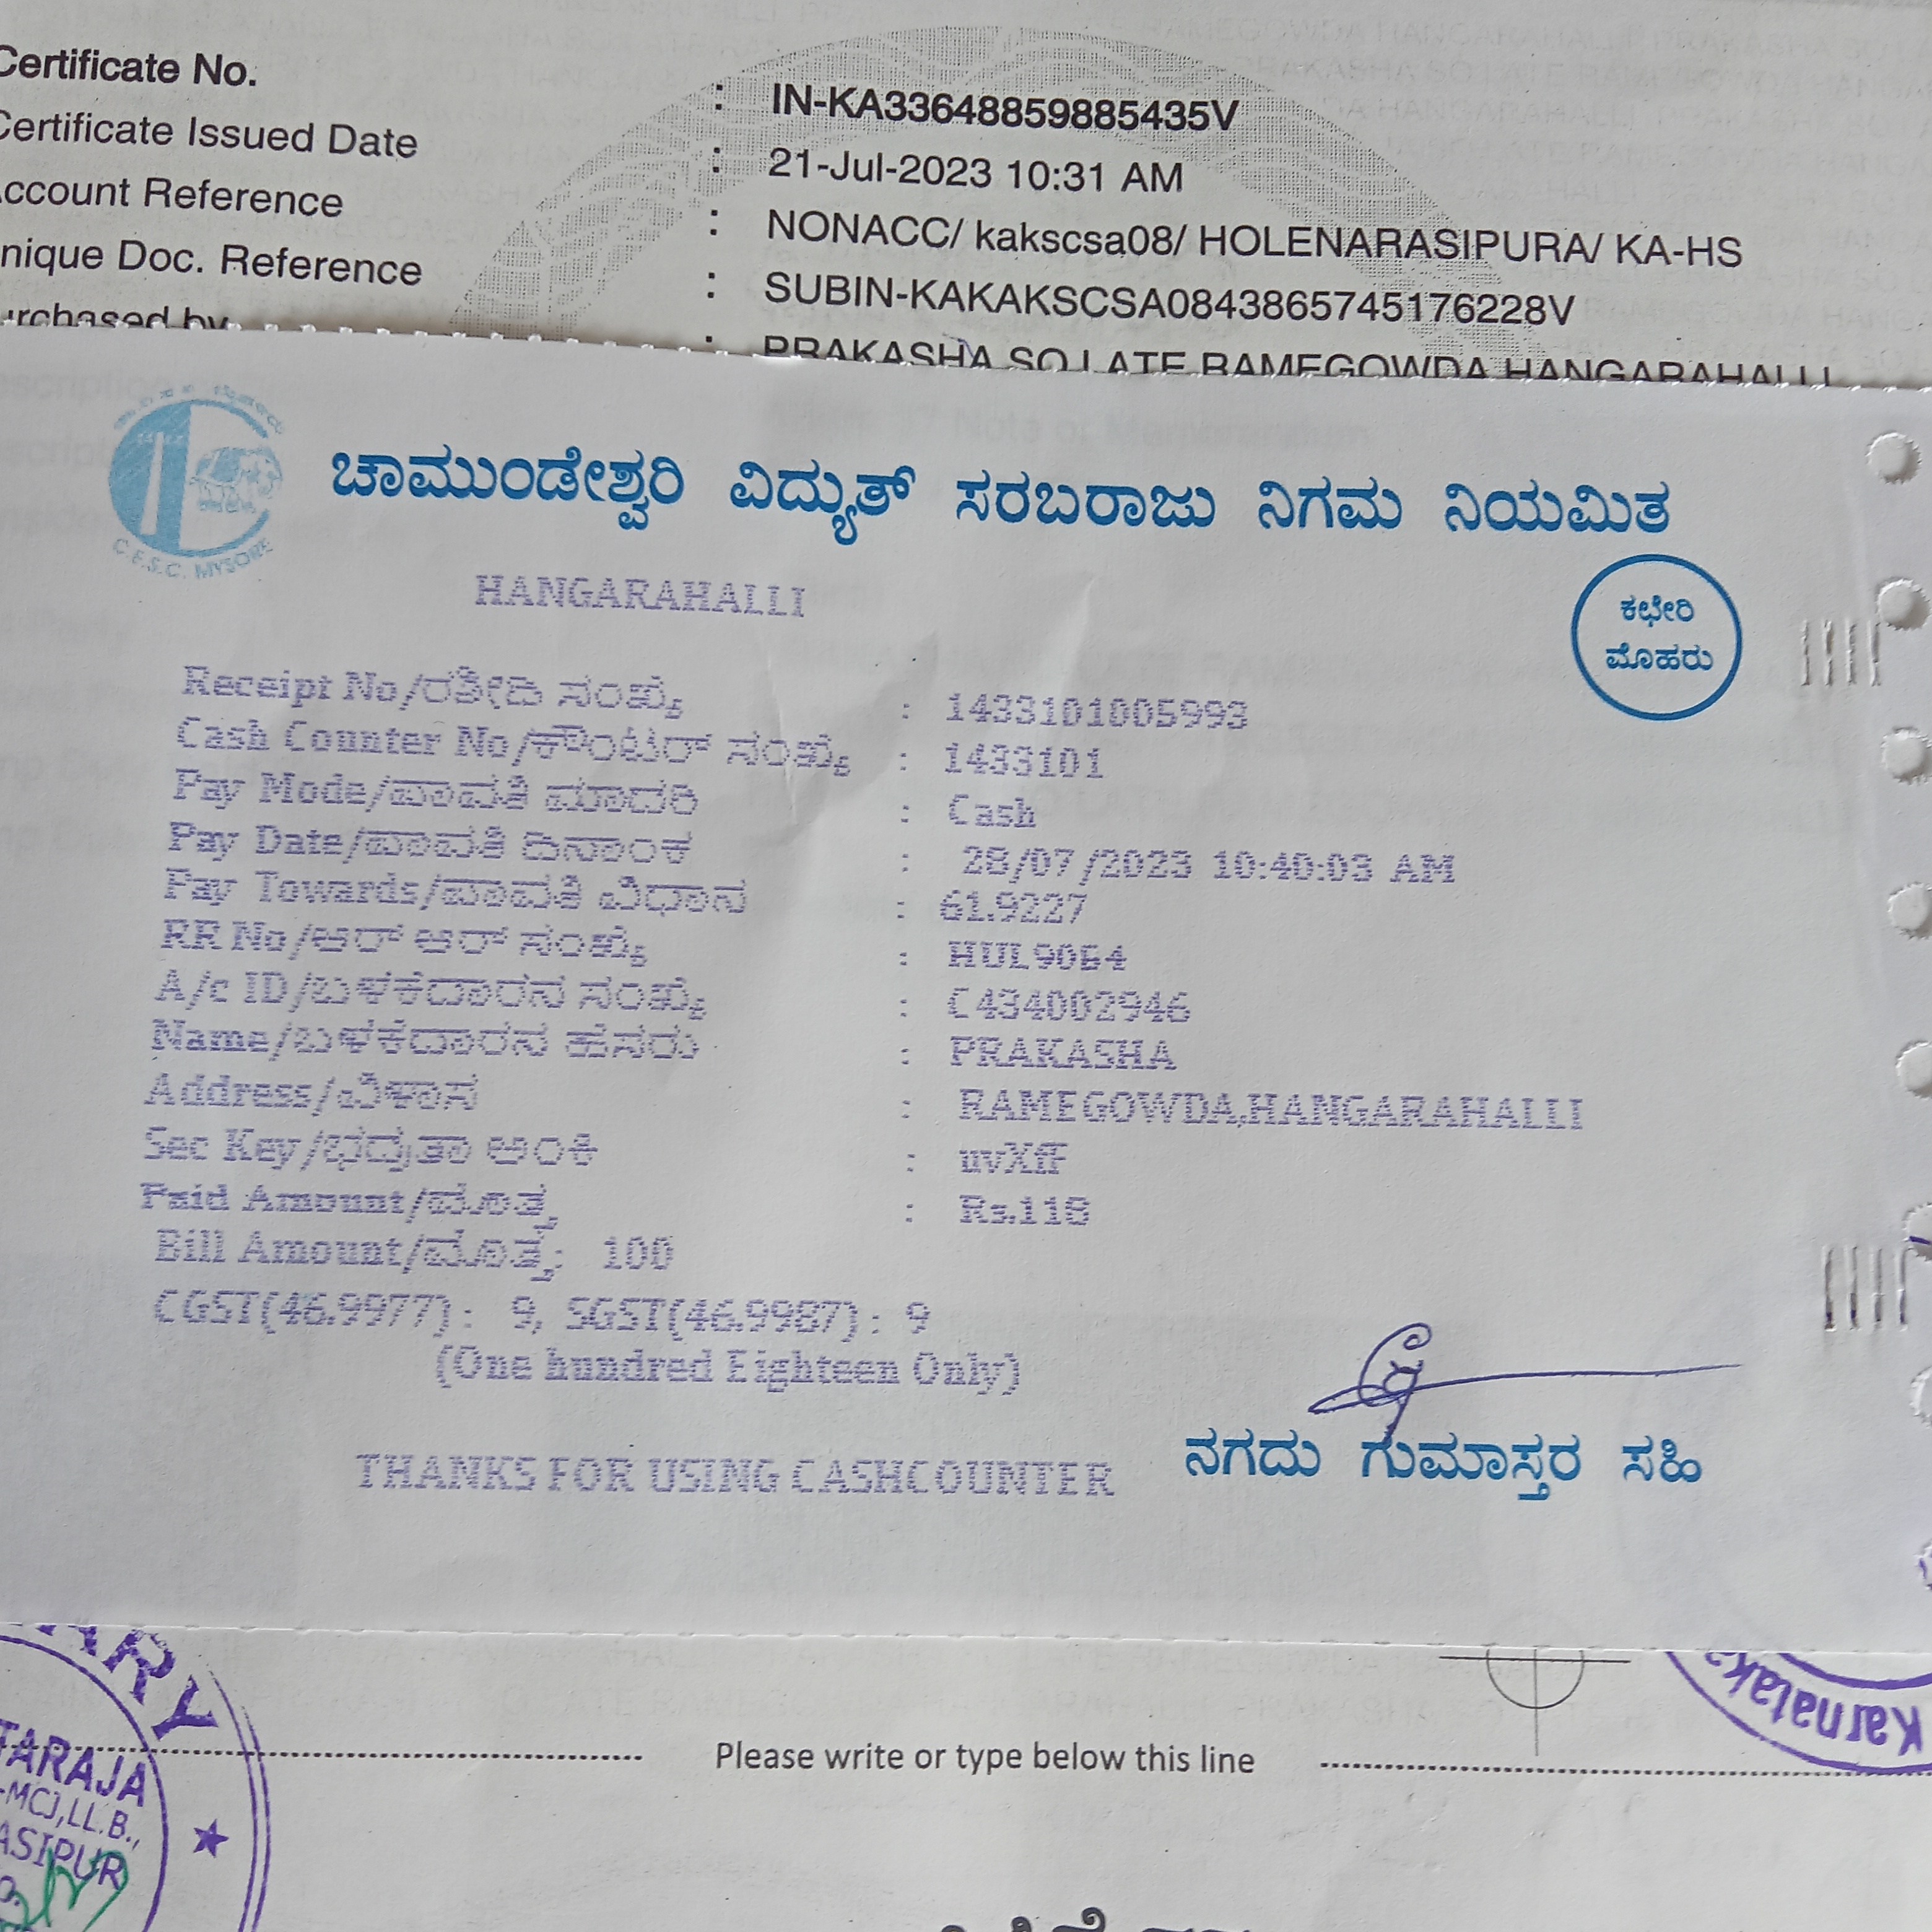 Certificate No. : IN-KA33648859885435V
Certificate Issued Date : 21-Jul-2023 10:31 AM
ccount Reference : NONACC/ kakscsa08/ HOLENARASIPURA/ KA-HS
nique Doc. Reference : SUBIN-KAKAKSCSA0843865745176228V
urchased by : PRAKASHA SO LATE RAMEGOWDA HANGARAHALLI
C.E.S.C. MYSORE
ಚಾಮುಂಡೇಶ್ವರಿ ವಿದ್ಯುತ್ ಸರಬರಾಜು ನಿಗಮ ನಿಯಮಿತ
HANGARAHALLI
ಕಛೇರಿ
ಮೊಹರು
Receipt No/ರಶೀದಿ ಸಂಖ್ಯೆ : 1433101005993
Cash Counter No/ಕೌಂಟರ್ ಸಂಖ್ಯೆ : 1433101
Pay Mode/ಪಾವತಿ ಮಾದರಿ : Cash
Pay Date/ಪಾವತಿ ದಿನಾಂಕ : 28/07/2023 10:40:03 AM
Pay Towards/ಪಾವತಿ ವಿಧಾನ : 61.9227
RR No/ಆರ್ ಆರ್ ಸಂಖ್ಯೆ : HUL9064
A/c ID/ಬಳಕೆದಾರನ ಸಂಖ್ಯೆ : C434002946
Name/ಬಳಕೆದಾರನ ಹೆಸರು : PRAKASHA
Address/ವಿಳಾಸ : RAMEGOWDA,HANGARAHALLI
Sec Key/ಭದ್ರತಾ ಅಂಕಿ : uvXfF
Paid Amount/ಮೊತ್ತ : Rs.118
Bill Amount/ಮೊತ್ತ: 100
CGST(46.9977): 9, SGST(46.9987): 9
(One hundred Eighteen Only)
THANKS FOR USING CASHCOUNTER
ನಗದು ಗುಮಾಸ್ತರ ಸಹಿ
ARY
TARAJA
-MCJ,LL.B.,
ASIPUR
Karnataka
Please write or type below this line